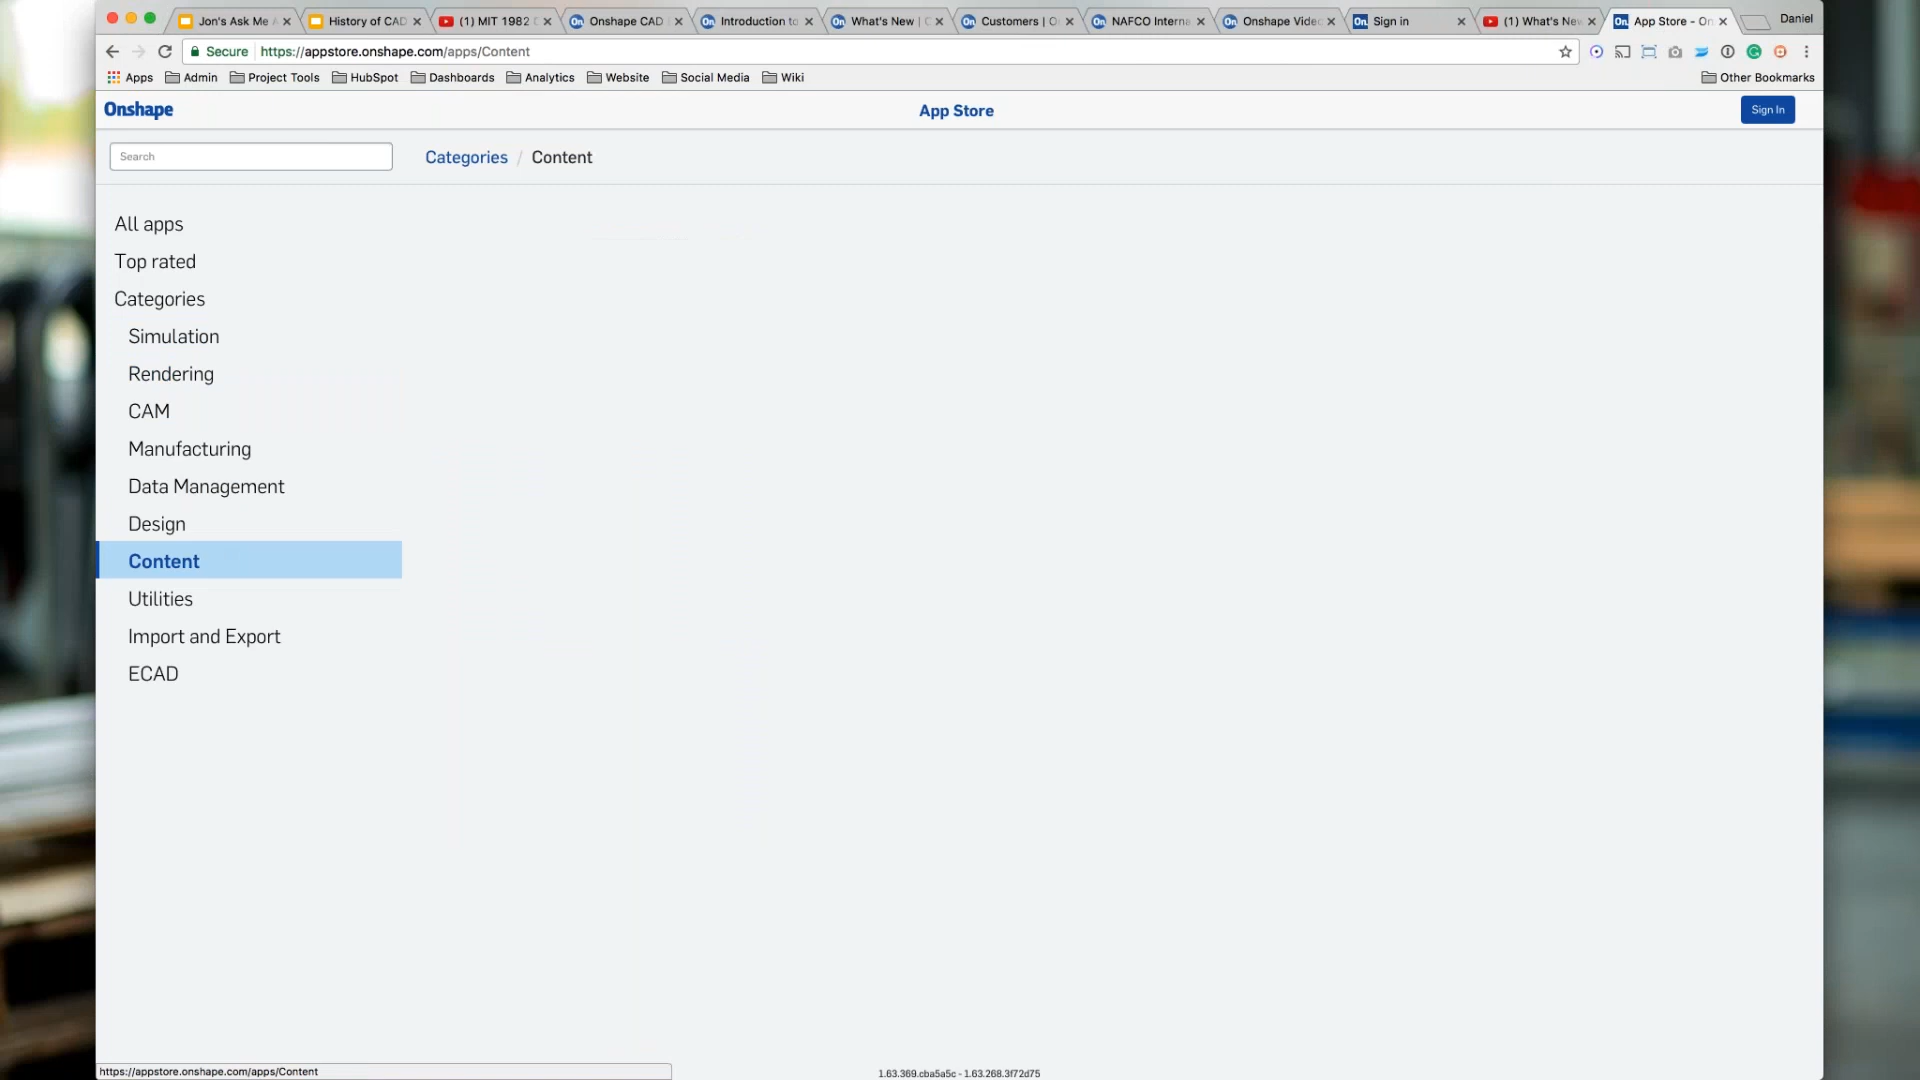 Jon's Ask Me A
History of CAD
(1) MIT 1982
Onshape CAD
Introduction to
What's New | O
Customers | O
NAFCO Interna
Onshape Video
Sign in
(1) What's New
App Store - On
Daniel
Secure https://appstore.onshape.com/apps/Content
Apps Admin Project Tools HubSpot Dashboards Analytics Website Social Media Wiki Other Bookmarks
Onshape App Store Sign In
Search Categories / Content
All apps
Top rated
Categories
Simulation
Rendering
CAM
Manufacturing
Data Management
Design
Content
Utilities
Import and Export
ECAD
https://appstore.onshape.com/apps/Content
1.63.369.cba5a5c - 1.63.268.3f72d75